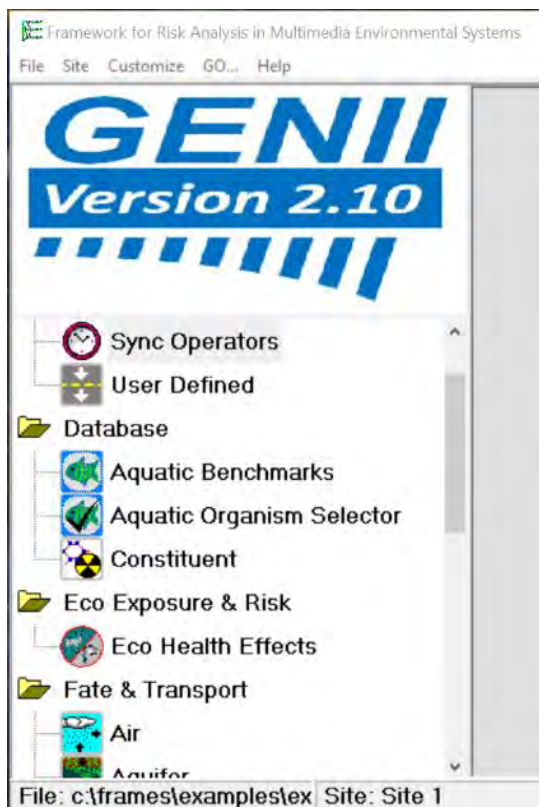 Framework for Risk Analysis in Multimedia Environmental Systems
File Site Customize GO... Help
GENII
Version 2.10
Sync Operators
User Defined
Database
Aquatic Benchmarks
Aquatic Organism Selector
Constituent
Eco Exposure & Risk
Eco Health Effects
Fate & Transport
Air
Aquifer
File: c:\frames\examples\ex Site: Site 1